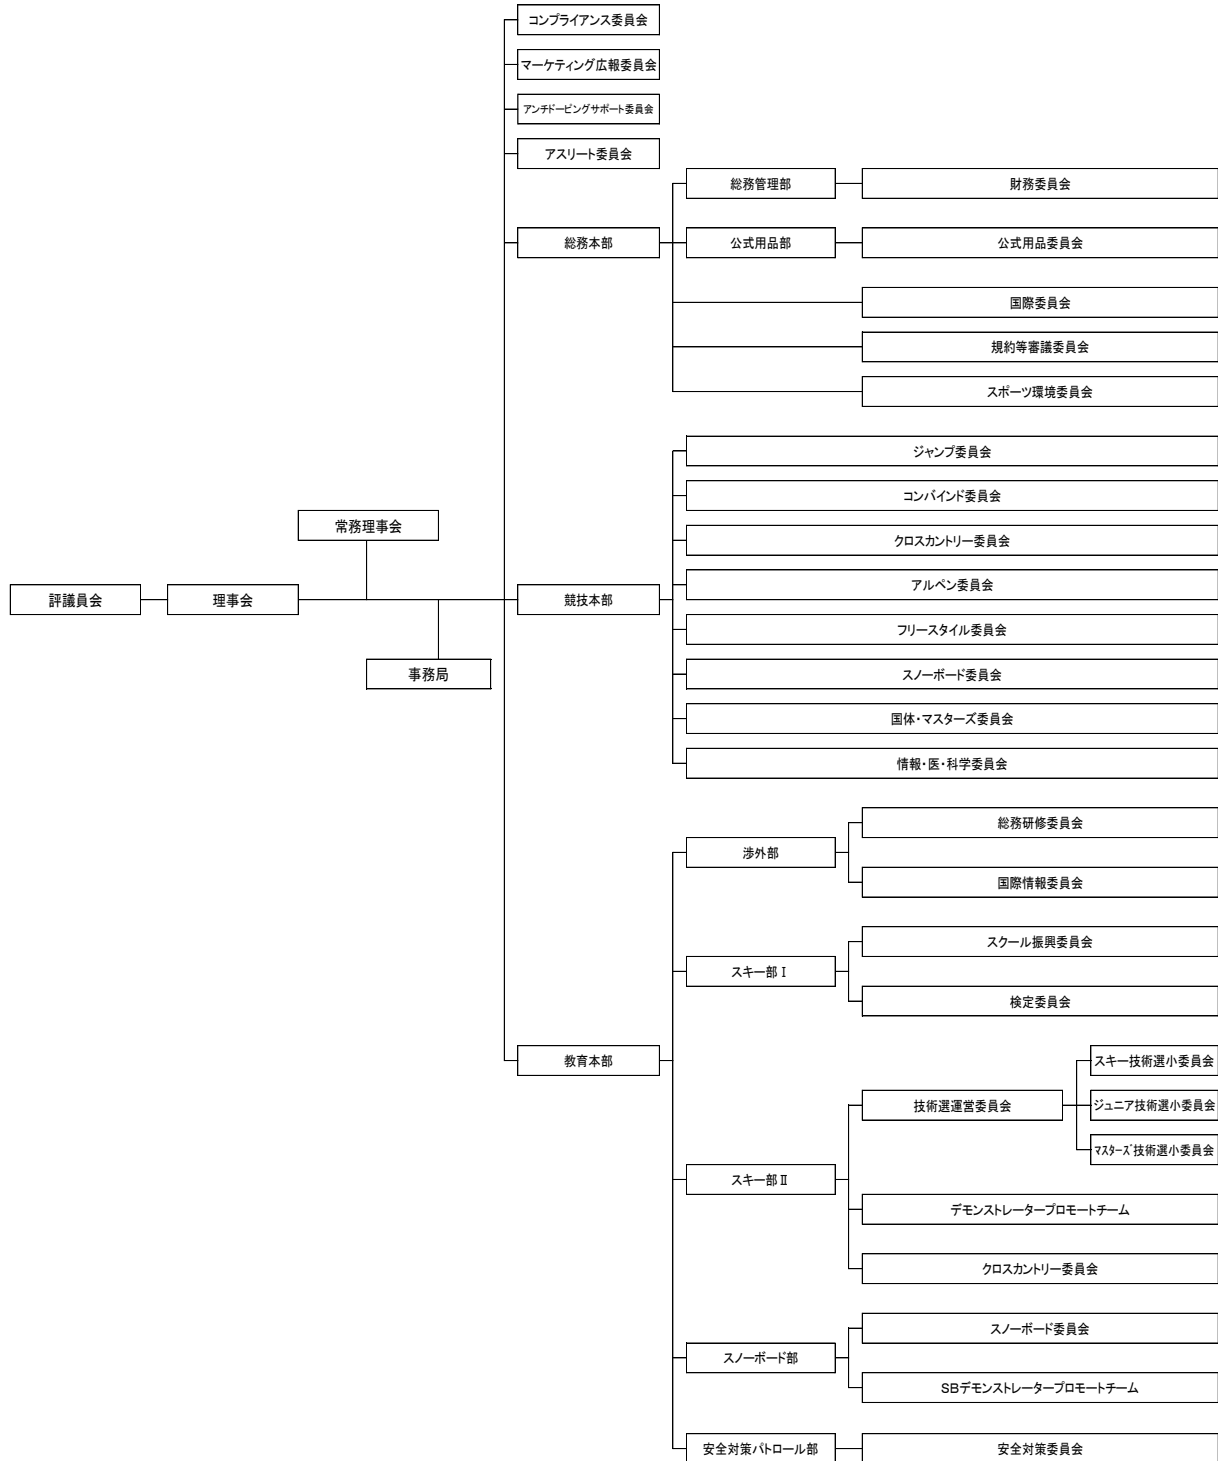 コンプライアンス委員会
マーケティング広報委員会
アンチドーピングサポート委員会
アスリート委員会
総務管理部
財務委員会
総務本部
公式用品部
公式用品委員会
国際委員会
規約等審議委員会
スポーツ環境委員会
ジャンプ委員会
コンバインド委員会
常務理事会
クロスカントリー委員会
評議員会
理事会
競技本部
アルペン委員会
フリースタイル委員会
事務局
スノーボード委員会
国体・マスターズ委員会
情報・医・科学委員会
総務研修委員会
渉外部
国際情報委員会
スクール振興委員会
スキー部Ⅰ
検定委員会
教育本部
スキー技術選小委員会
技術選運営委員会
ジュニア技術選小委員会
ﾏｽﾀｰｽﾞ技術選小委員会
スキー部Ⅱ
デモンストレータープロモートチーム
クロスカントリー委員会
スノーボード委員会
スノーボード部
SBデモンストレータープロモートチーム
安全対策パトロール部
安全対策委員会